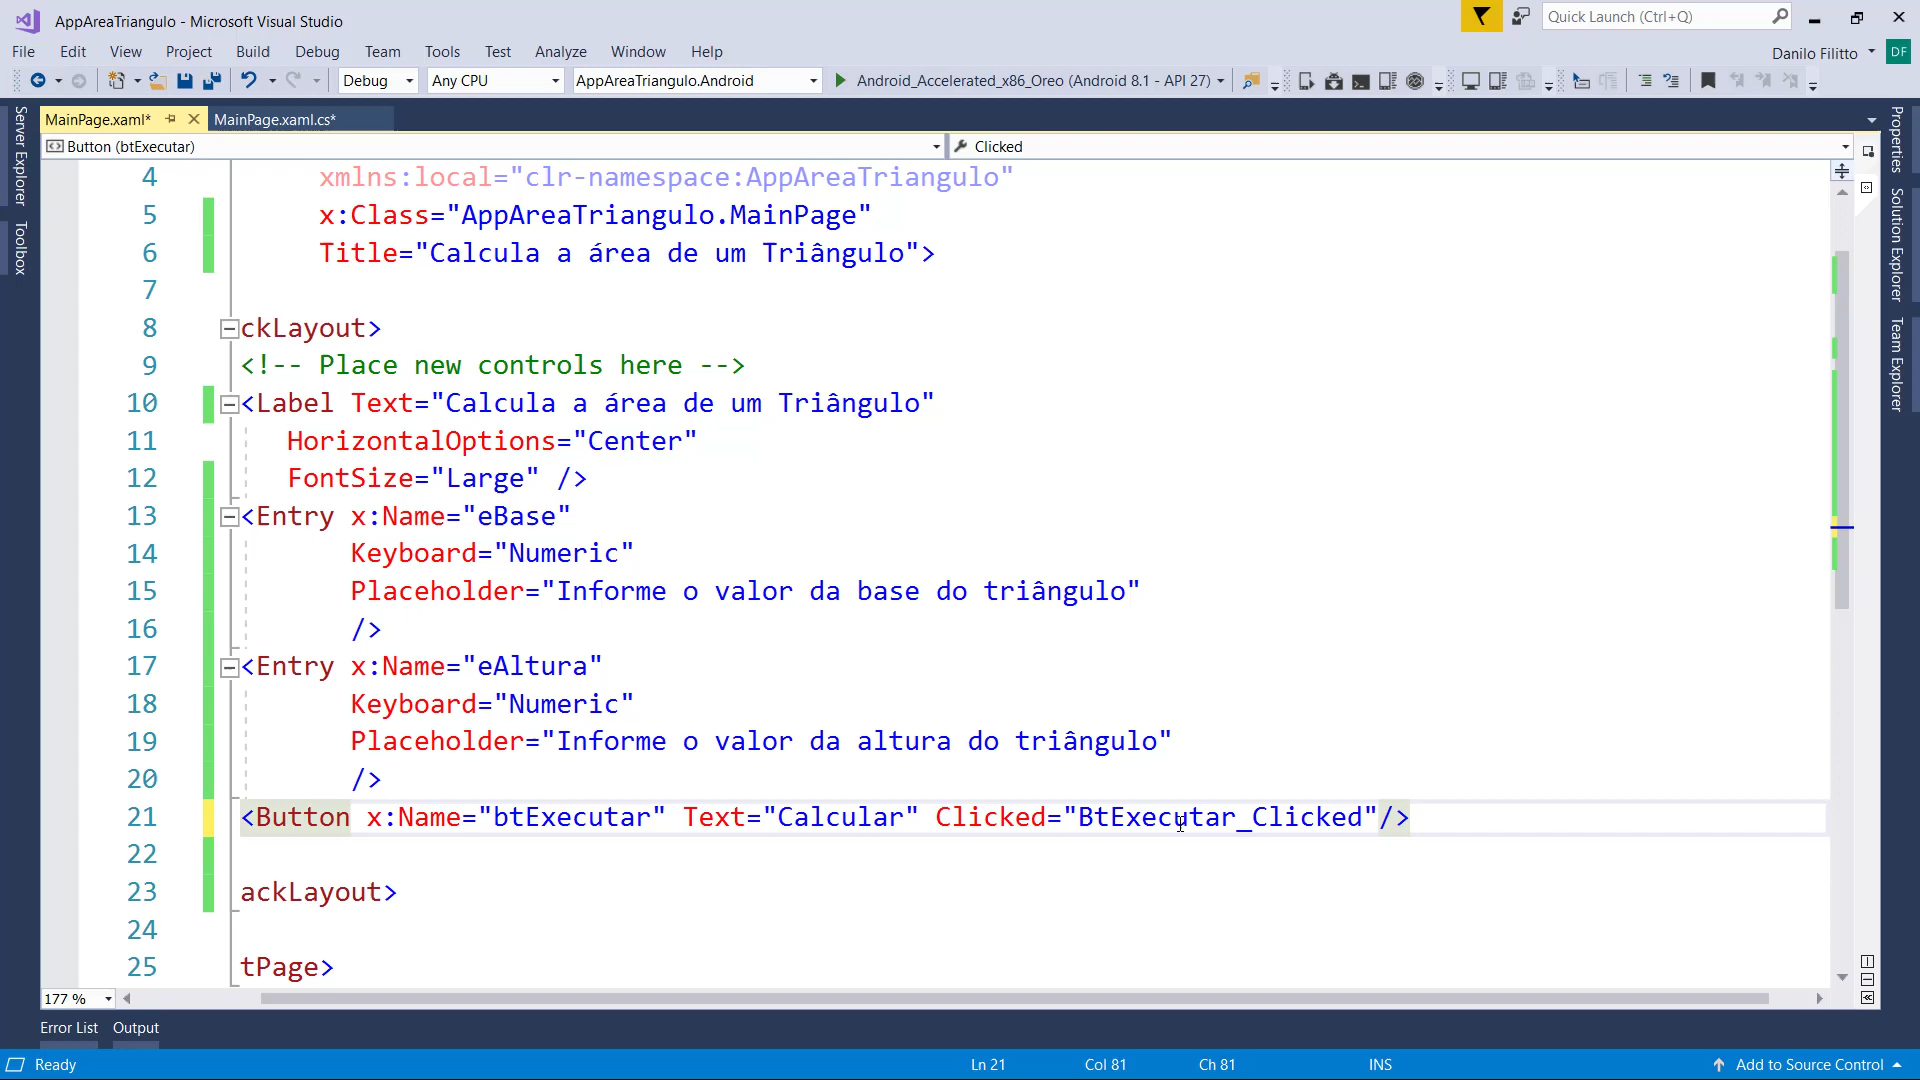 AppAreaTriangulo - Microsoft Visual Studio
Quick Launch (Ctrl+Q)
File Edit View Project Build Debug Team Tools Test Analyze Window Help
Danilo Filitto DF
Debug Any CPU AppAreaTriangulo.Android Android_Accelerated_x86_Oreo (Android 8.1 - API 27)
MainPage.xaml* MainPage.xaml.cs*
Button (btExecutar) Clicked
Server Explorer
Toolbox
Properties
Solution Explorer
Team Explorer
4 xmlns:local="clr-namespace:AppAreaTriangulo"
5 x:Class="AppAreaTriangulo.MainPage"
6 Title="Calcula a área de um Triângulo">
7
8 ckLayout>
9 <!-- Place new controls here -->
10 <Label Text="Calcula a área de um Triângulo"
11 HorizontalOptions="Center"
12 FontSize="Large" />
13 <Entry x:Name="eBase"
14 Keyboard="Numeric"
15 Placeholder="Informe o valor da base do triângulo"
16 />
17 <Entry x:Name="eAltura"
18 Keyboard="Numeric"
19 Placeholder="Informe o valor da altura do triângulo"
20 />
21 <Button x:Name="btExecutar" Text="Calcular" Clicked="BtExecutar_Clicked"/>
22
23 ackLayout>
24
25 tPage>
177 %
Error List Output
Ready Ln 21 Col 81 Ch 81 INS Add to Source Control